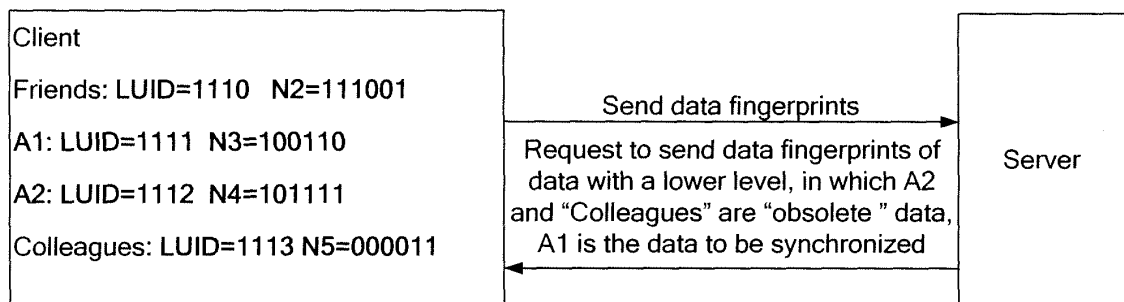 Client
Friends: LUID=1110 N2=111001
A1: LUID=1111 N3=100110
A2: LUID=1112 N4=101111
Colleagues: LUID=1113 N5=000011
Send data fingerprints
Request to send data fingerprints of
data with a lower level, in which A2
and “Colleagues” are “obsolete ” data,
A1 is the data to be synchronized
Server